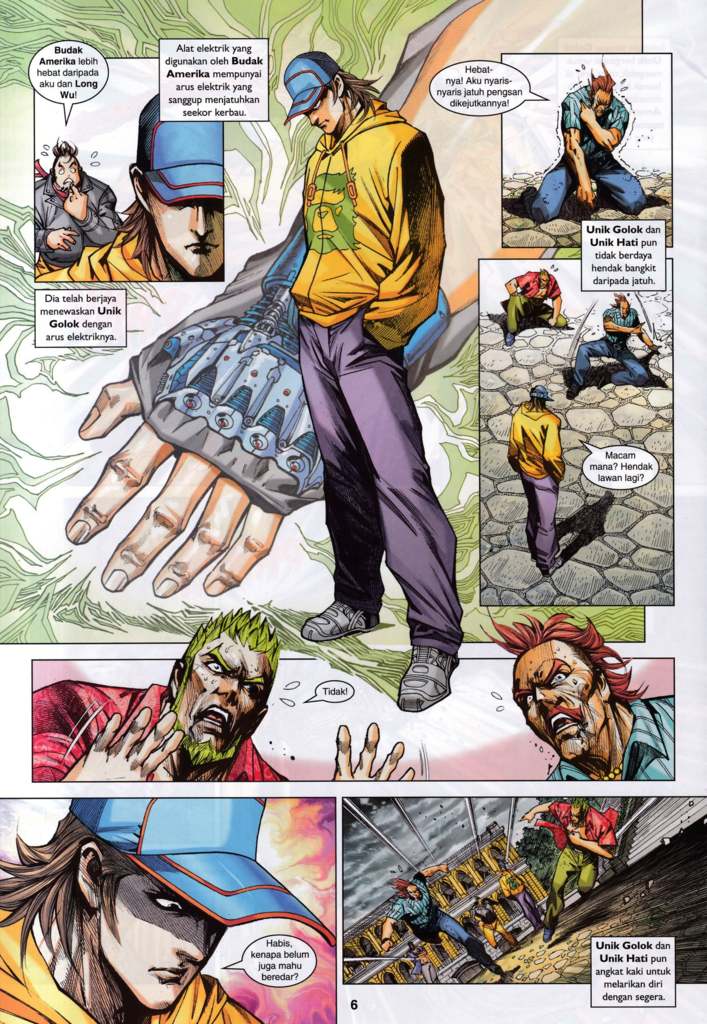 Budak
Amerika lebih
hebat daripada
aku dan Long
Wu!
Alat elektrik yang
digunakan oleh Budak
Amerika mempunyai
arus elektrik yang
sanggup menjatuhkan
seekor kerbau.
Hebat-
nya! Aku nyaris-
nyaris jatuh pengsan
dikejutkannya!
Unik Golok dan
Unik Hati pun
tidak berdaya
hendak bangkit
daripada jatuh.
Dia telah berjaya
menewaskan Unik
Golok dengan
arus elektriknya.
Macam
mana? Hendak
lawan lagi?
Tidak!
Habis,
kenapa belum
juga mahu
beredar?
Unik Golok dan
Unik Hati pun
angkat kaki untuk
melarikan diri
dengan segera.
6